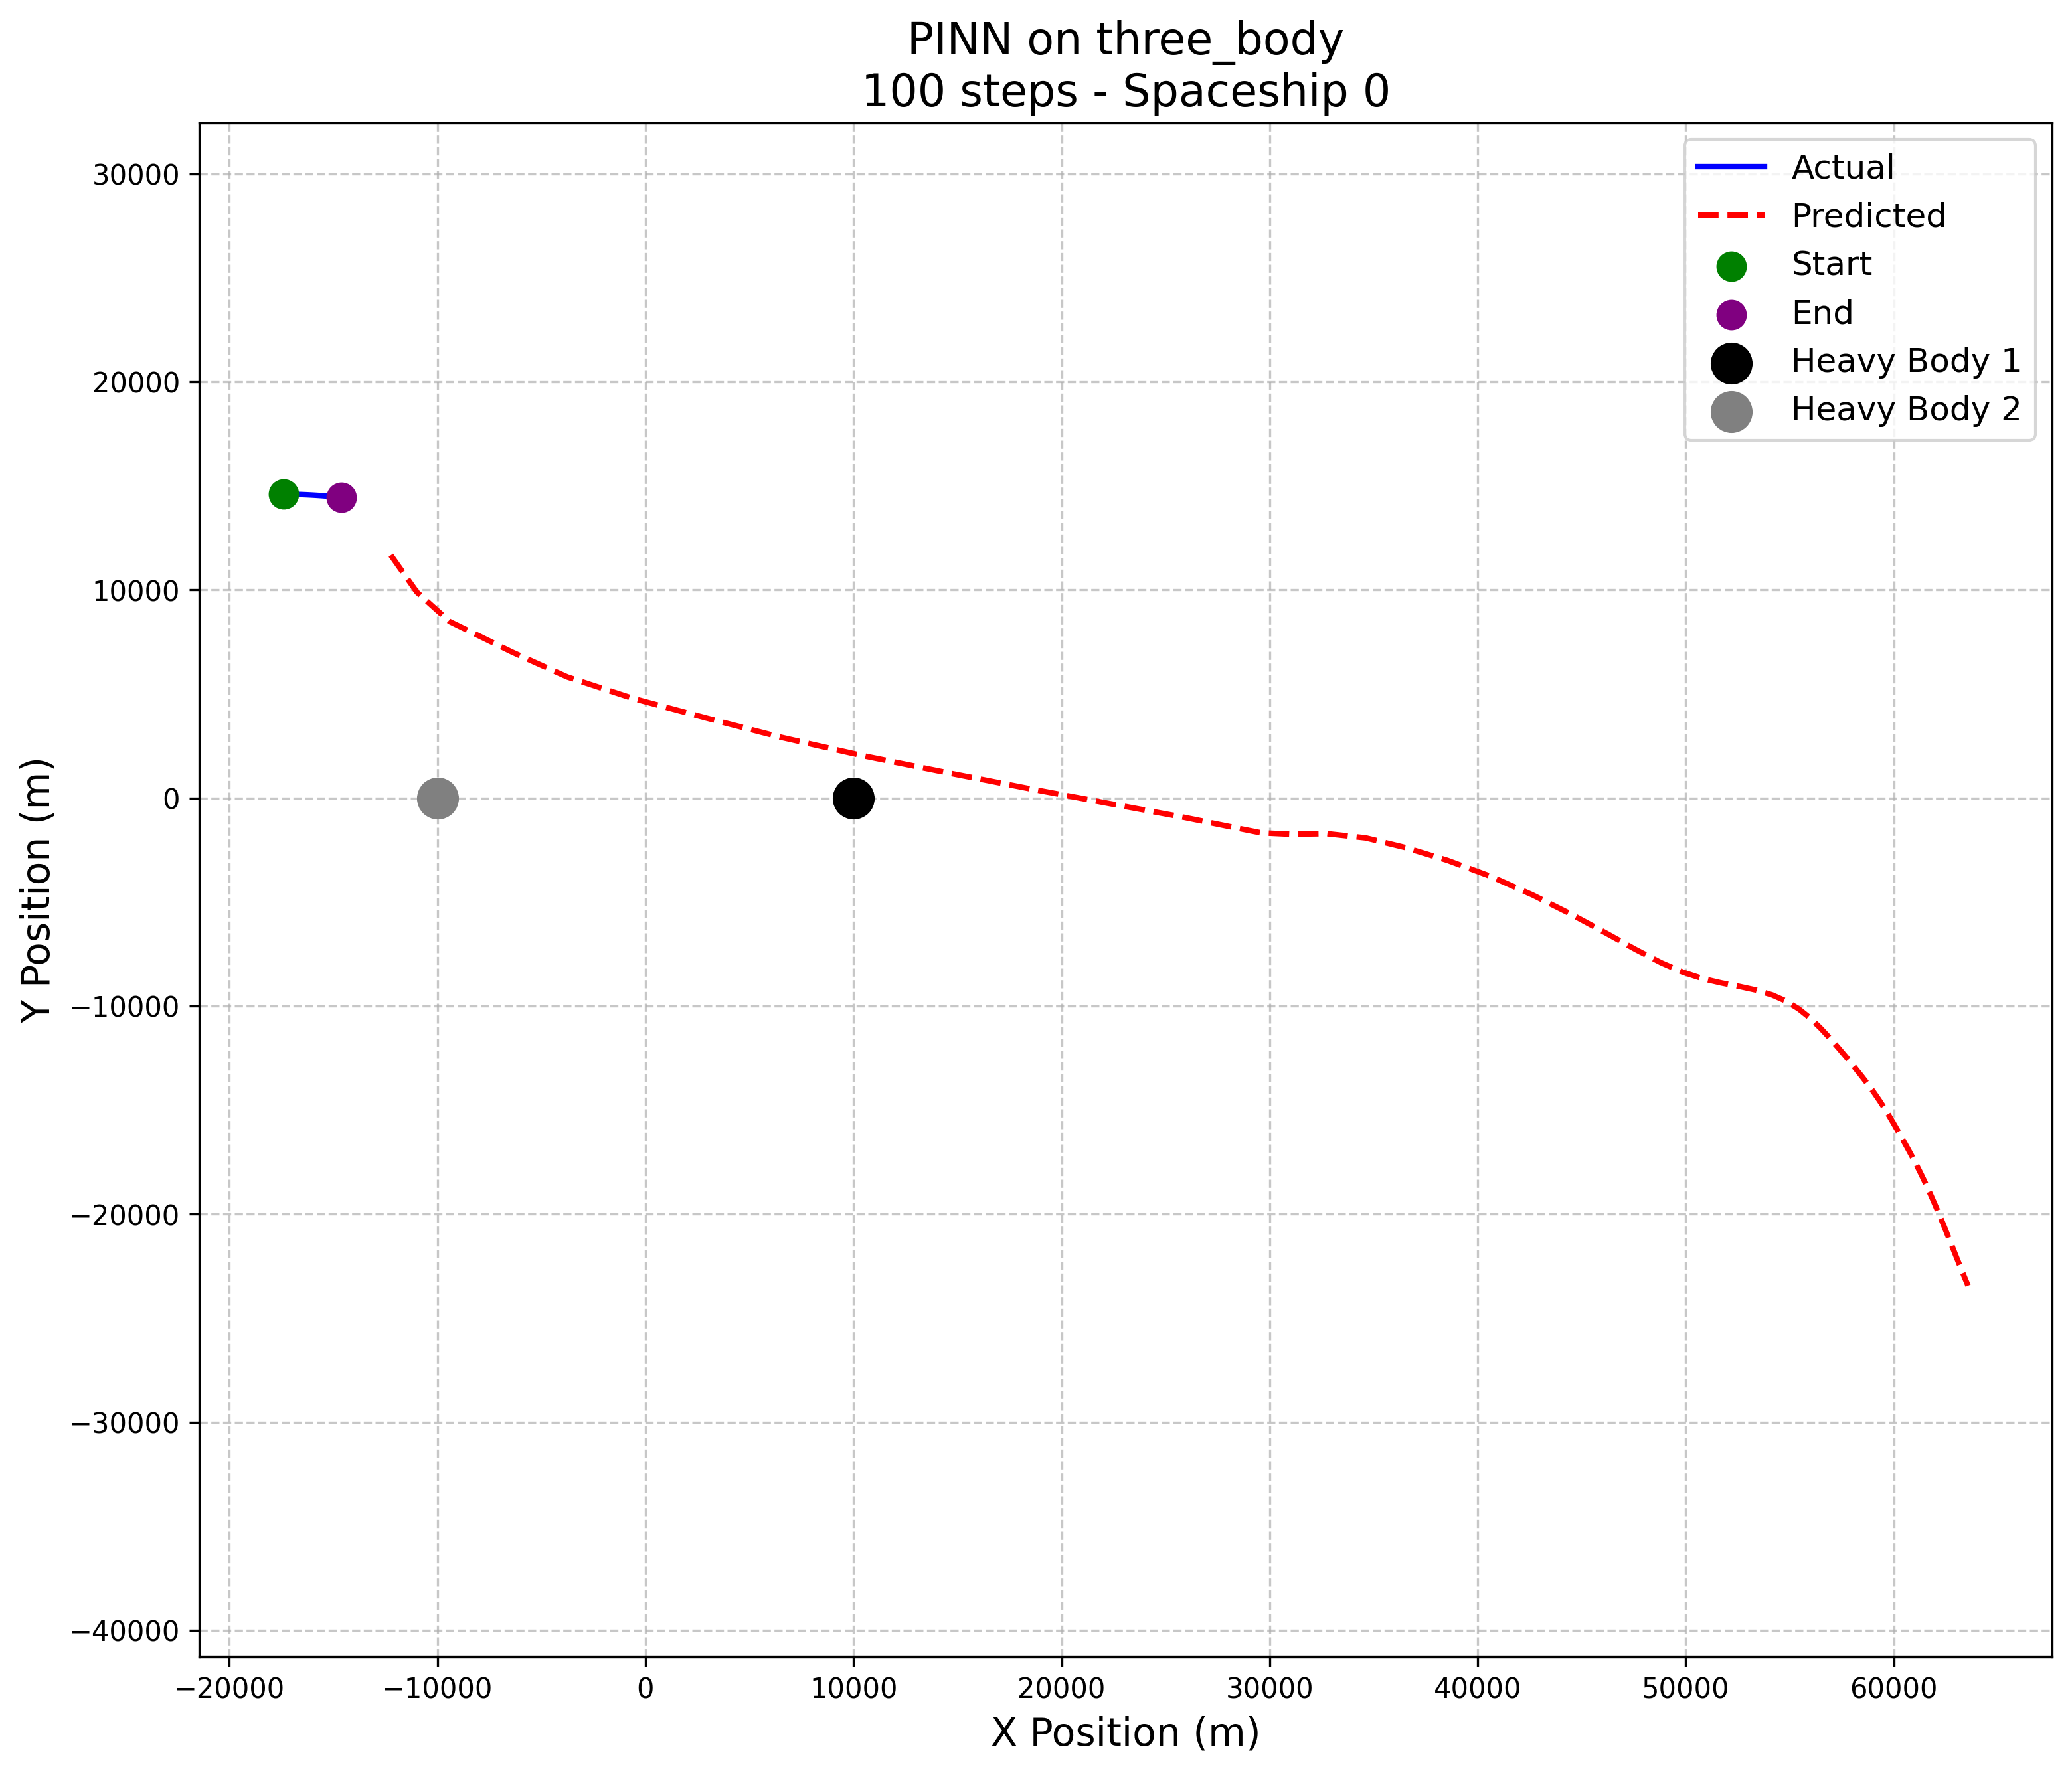 PINN on three_body
100 steps - Spaceship 0
Actual
Predicted
Start
End
Heavy Body 1
Heavy Body 2
Y Position (m)
30000
20000
10000
0
−10000
−20000
−30000
−40000
−20000 −10000 0 10000 20000 30000 40000 50000 60000
X Position (m)